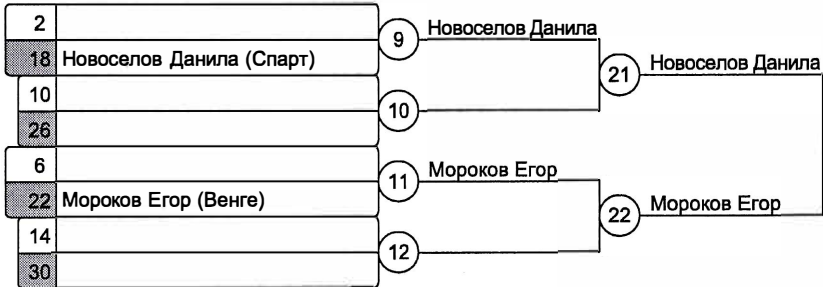 2
9 Новоселов Данила
18 Новоселов Данила (Спарт)
21 Новоселов Данила
10
10
26
6
11 Мороков Егор
22 Мороков Егор (Венге)
22 Мороков Егор
14
12
30